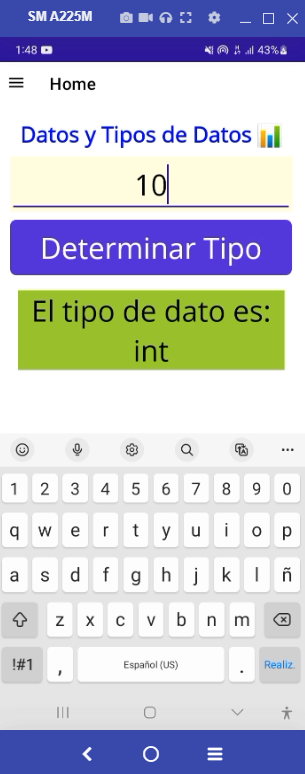 SM A225M
1:48 43%
Home
Datos y Tipos de Datos
10
Determinar Tipo
El tipo de dato es:
int
1 2 3 4 5 6 7 8 9 0
q w e r t y u i o p
a s d f g h j k l ñ
z x c v b n m
!#1 , Español (US) . Realiz.